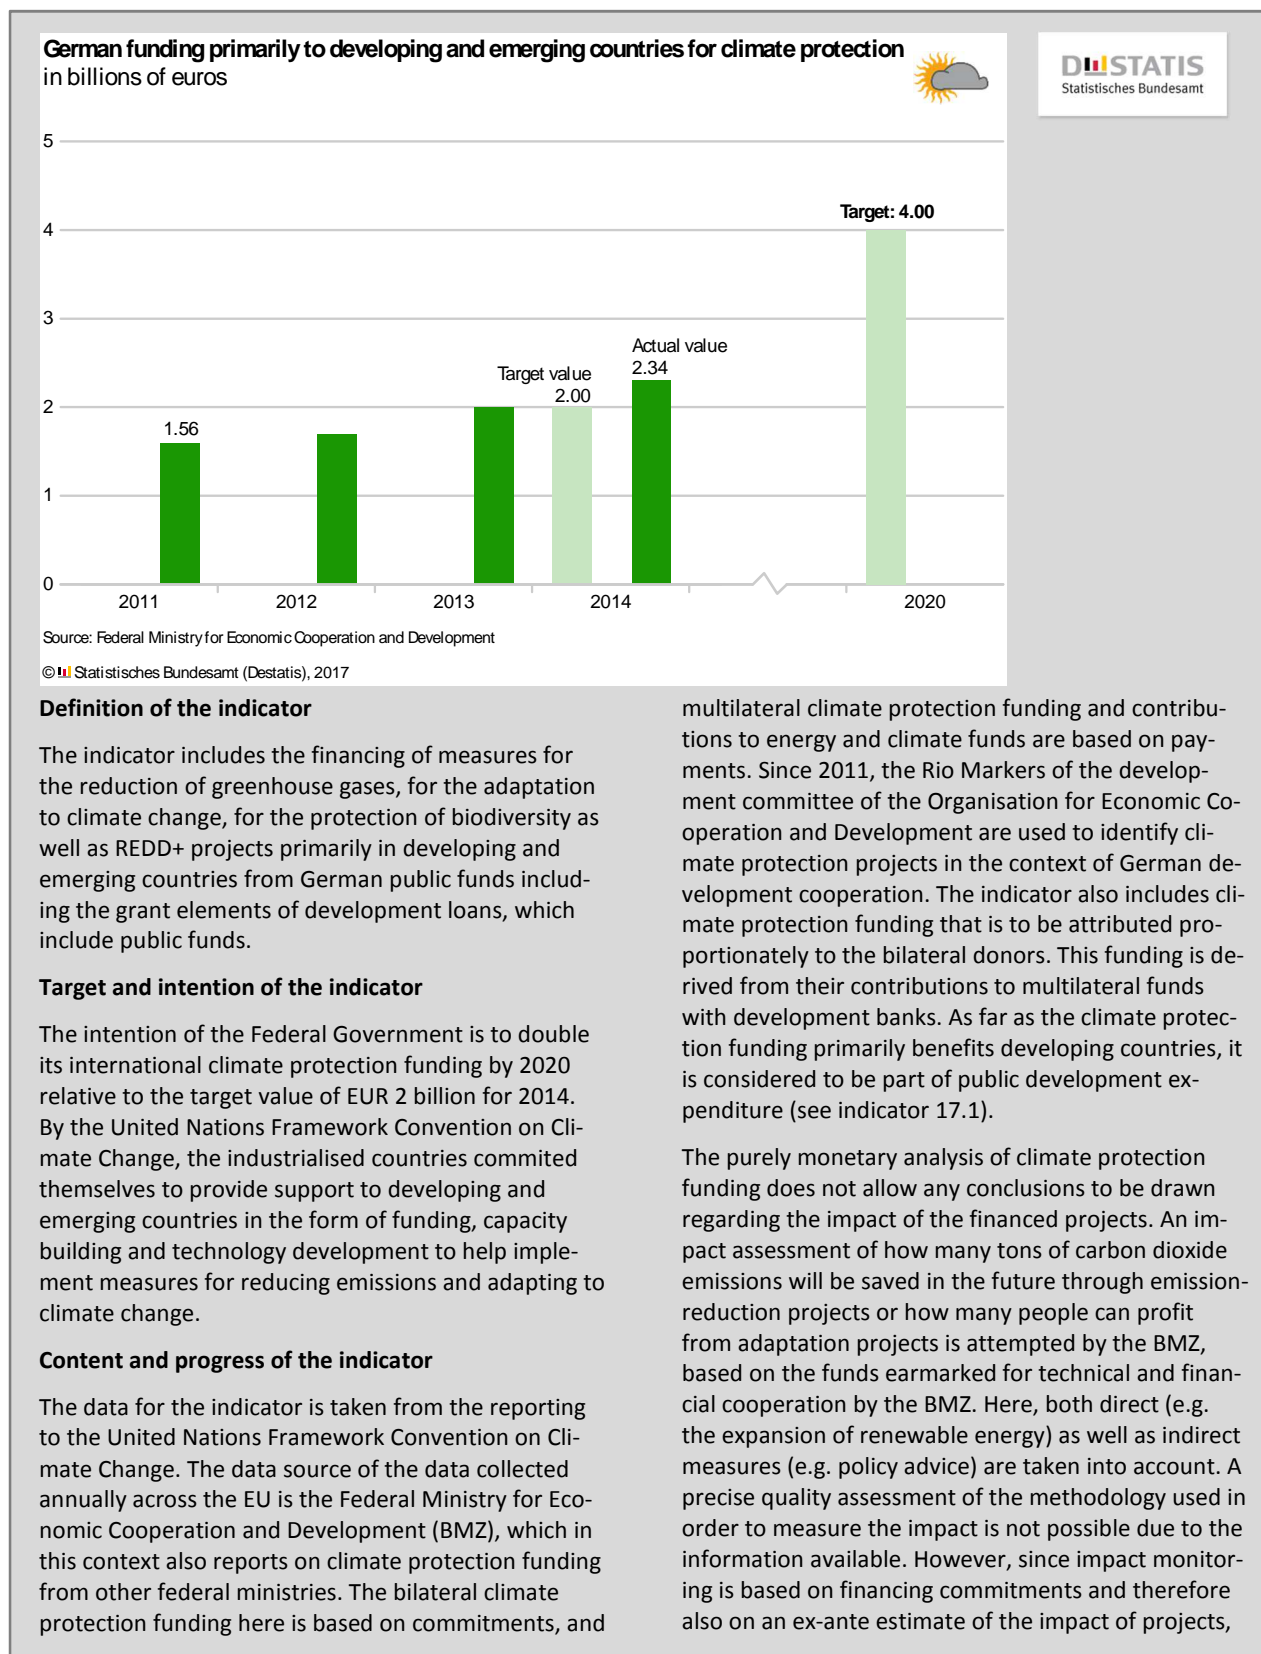 German funding primarily to developing and emerging countries for climate protection
in billions of euros
DESTATIS
Statistisches Bundesamt
5
4
3
2
1
0
Target: 4.00
Actual value
2.34
Target value
2.00
1.56
2011
2012
2013
2014
2020
Source: Federal Ministry for Economic Cooperation and Development
© Statistisches Bundesamt (Destatis), 2017
Definition of the indicator
The indicator includes the financing of measures for
the reduction of greenhouse gases, for the adaptation
to climate change, for the protection of biodiversity as
well as REDD+ projects primarily in developing and
emerging countries from German public funds includ-
ing the grant elements of development loans, which
include public funds.
Target and intention of the indicator
The intention of the Federal Government is to double
its international climate protection funding by 2020
relative to the target value of EUR 2 billion for 2014.
By the United Nations Framework Convention on Cli-
mate Change, the industrialised countries commited
themselves to provide support to developing and
emerging countries in the form of funding, capacity
building and technology development to help imple-
ment measures for reducing emissions and adapting to
climate change.
Content and progress of the indicator
The data for the indicator is taken from the reporting
to the United Nations Framework Convention on Cli-
mate Change. The data source of the data collected
annually across the EU is the Federal Ministry for Eco-
nomic Cooperation and Development (BMZ), which in
this context also reports on climate protection funding
from other federal ministries. The bilateral climate
protection funding here is based on commitments, and
multilateral climate protection funding and contribu-
tions to energy and climate funds are based on pay-
ments. Since 2011, the Rio Markers of the develop-
ment committee of the Organisation for Economic Co-
operation and Development are used to identify cli-
mate protection projects in the context of German de-
velopment cooperation. The indicator also includes cli-
mate protection funding that is to be attributed pro-
portionately to the bilateral donors. This funding is de-
rived from their contributions to multilateral funds
with development banks. As far as the climate protec-
tion funding primarily benefits developing countries, it
is considered to be part of public development ex-
penditure (see indicator 17.1).
The purely monetary analysis of climate protection
funding does not allow any conclusions to be drawn
regarding the impact of the financed projects. An im-
pact assessment of how many tons of carbon dioxide
emissions will be saved in the future through emission-
reduction projects or how many people can profit
from adaptation projects is attempted by the BMZ,
based on the funds earmarked for technical and finan-
cial cooperation by the BMZ. Here, both direct (e.g.
the expansion of renewable energy) as well as indirect
measures (e.g. policy advice) are taken into account. A
precise quality assessment of the methodology used in
order to measure the impact is not possible due to the
information available. However, since impact monitor-
ing is based on financing commitments and therefore
also on an ex-ante estimate of the impact of projects,